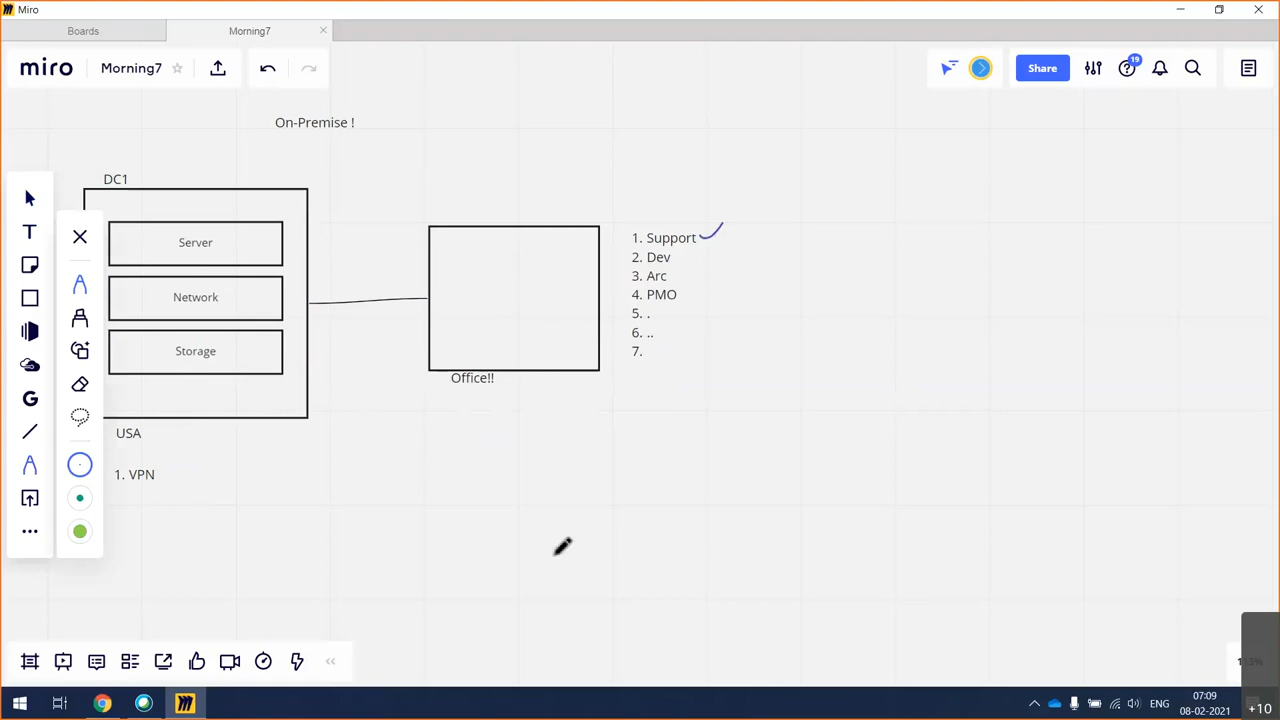 Miro
Boards
Morning7
miro
Morning7
Share
19
On-Premise !
DC1
Server
Network
Storage
USA
1. VPN
Office!!
1. Support
2. Dev
3. Arc
4. PMO
5. .
6. ..
7.
ENG
07:09
08-02-2021
+10